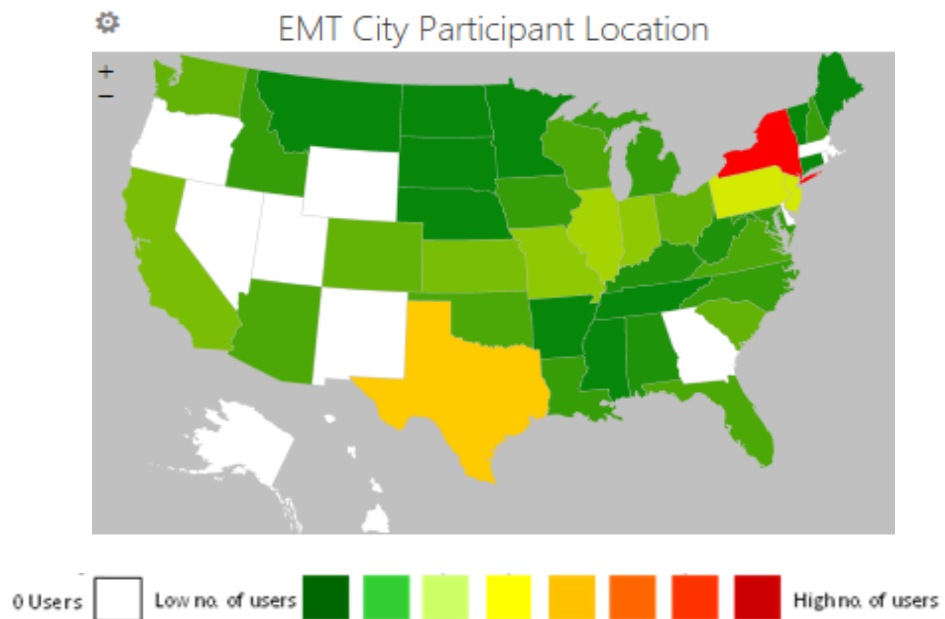 EMT City Participant Location
+
−
0 Users
Low no. of users
High no. of users